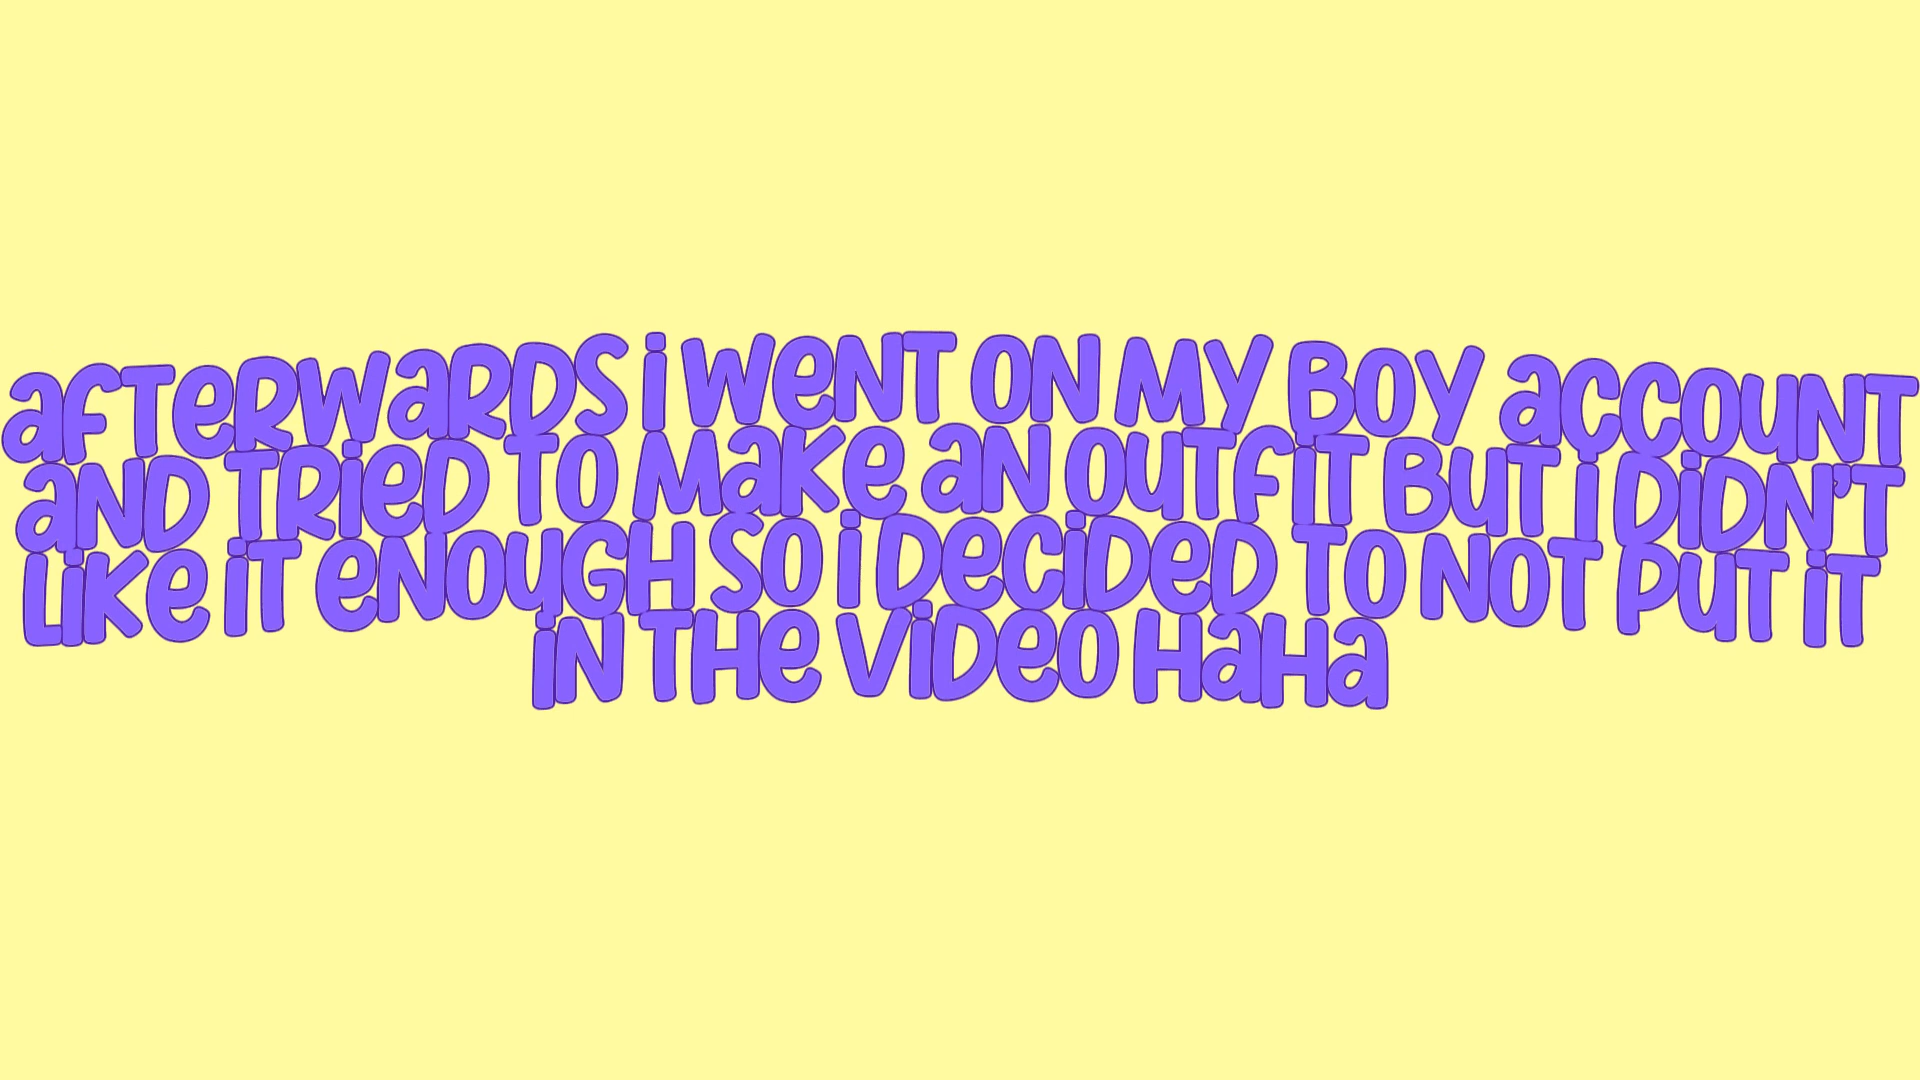 afterwards i went on my boy account
and tried to make an outfit but i didn't
like it enough so i decided to not put it
in the video haha